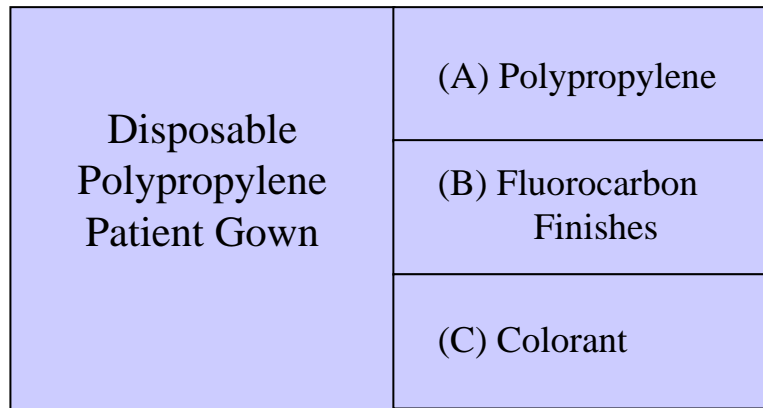 Disposable
Polypropylene
Patient Gown
(A) Polypropylene
(B) Fluorocarbon
Finishes
(C) Colorant